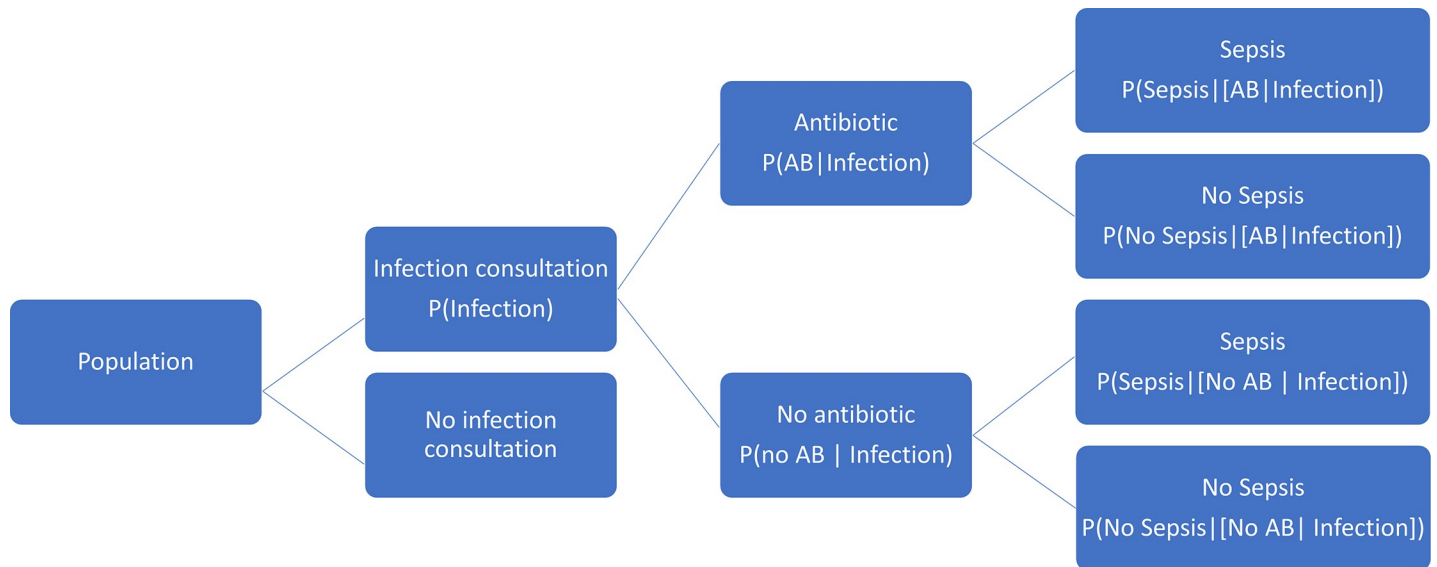 Population
Infection consultation
P(Infection)
No infection
consultation
Antibiotic
P(AB|Infection)
No antibiotic
P(no AB | Infection)
Sepsis
P(Sepsis|[AB|Infection])
No Sepsis
P(No Sepsis|[AB|Infection])
Sepsis
P(Sepsis|[No AB | Infection])
No Sepsis
P(No Sepsis|[No AB| Infection])